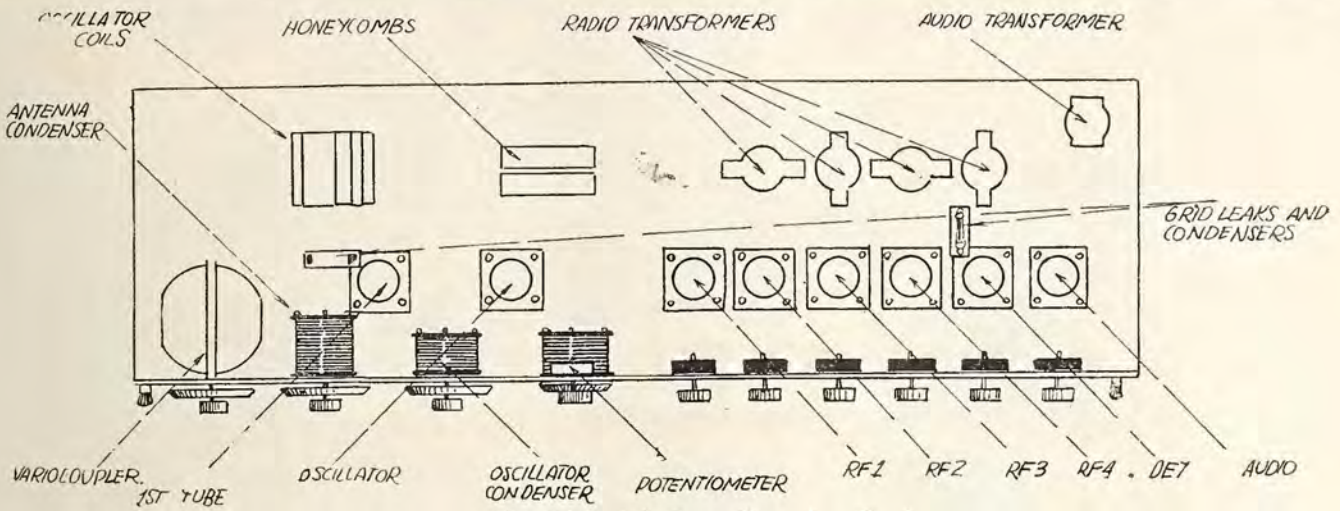 OSCILLATOR
COILS
HONEYCOMBS
RADIO TRANSFORMERS
AUDIO TRANSFORMER
ANTENNA
CONDENSER
GRID LEAKS AND
CONDENSERS
VARIOCOUPLER.
1ST TUBE
OSCILLATOR
OSCILLATOR
CONDENSER
POTENTIOMETER
RF1
RF2
RF3
RF4.
DET
AUDIO